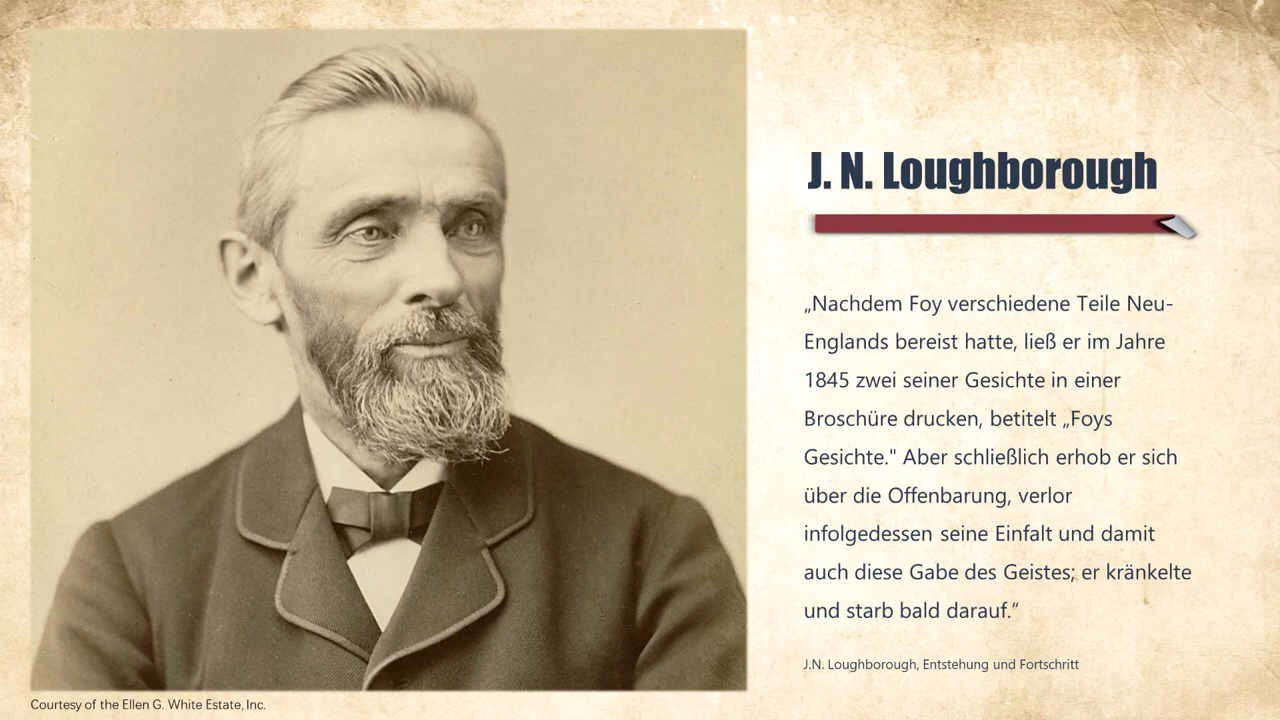 J. N. Loughborough
„Nachdem Foy verschiedene Teile Neu-
Englands bereist hatte, ließ er im Jahre
1845 zwei seiner Gesichte in einer
Broschüre drucken, betitelt „Foys
Gesichte." Aber schließlich erhob er sich
über die Offenbarung, verlor
infolgedessen seine Einfalt und damit
auch diese Gabe des Geistes; er kränkelte
und starb bald darauf.“
J.N. Loughborough, Entstehung und Fortschritt
Courtesy of the Ellen G. White Estate, Inc.